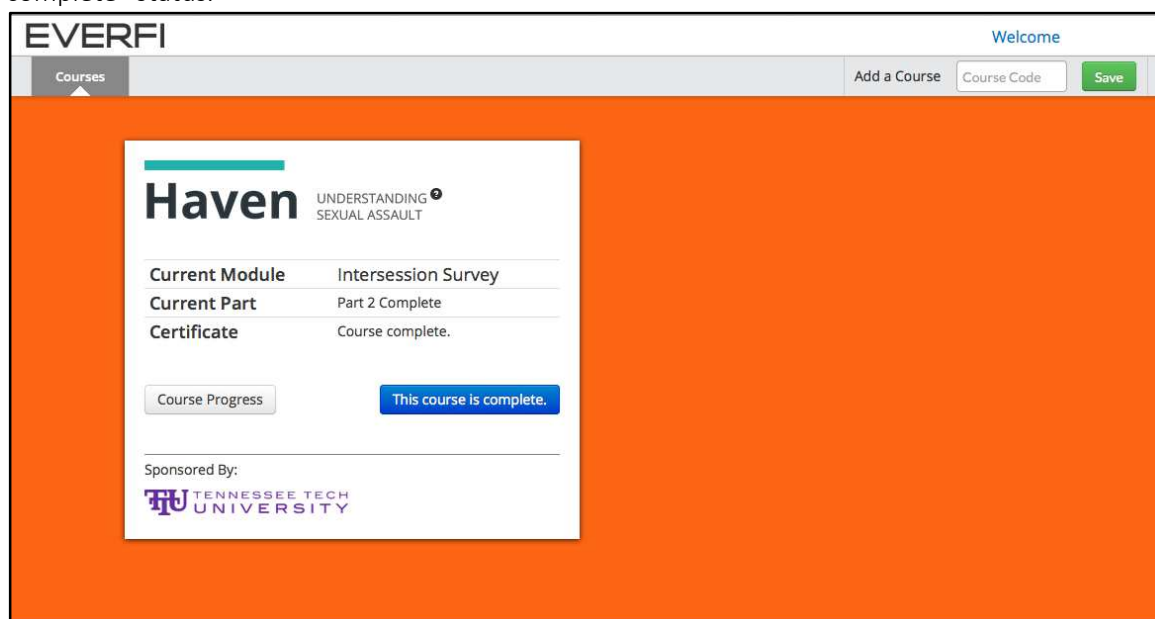 EVERFI
Welcome
Courses
Add a Course
Course Code
Save
Haven
UNDERSTANDING ?
SEXUAL ASSAULT
Current Module Intersession Survey
Current Part Part 2 Complete
Certificate Course complete.
Course Progress
This course is complete.
Sponsored By:
TTU TENNESSEE TECH
UNIVERSITY